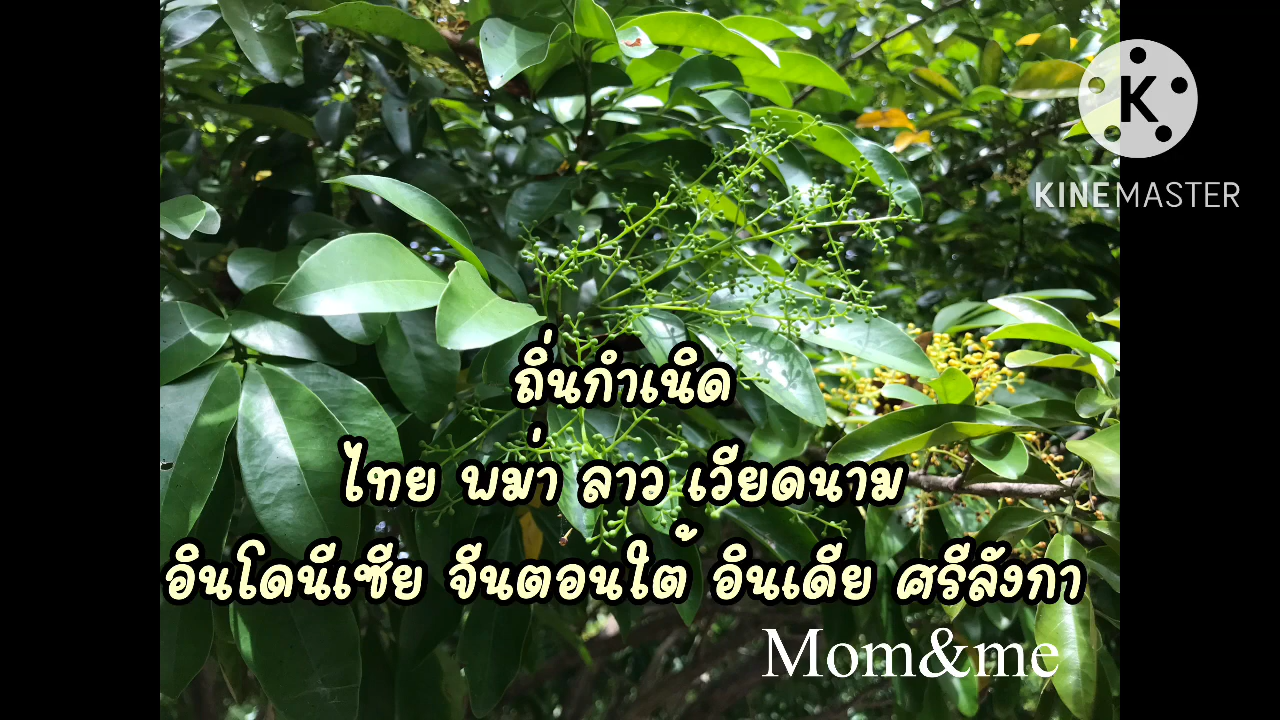 K
KINEMASTER
ถิ่นกำเนิด
ไทย พม่า ลาว เวียดนาม
อินโดนีเซีย จีนตอนใต้ อินเดีย ศรีลังกา
Mom&me